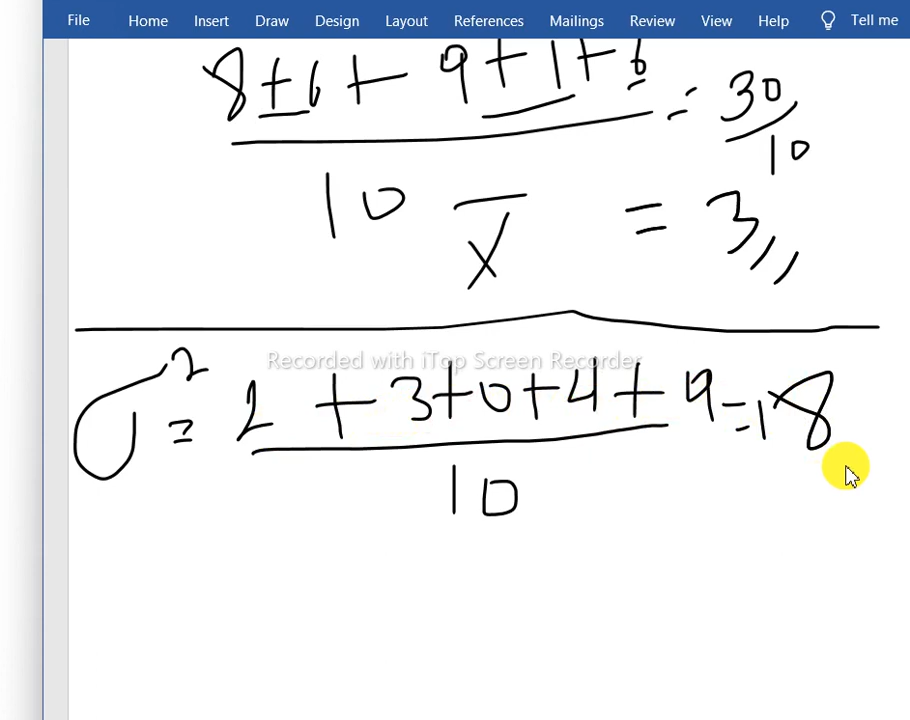 File Home Insert Draw Design Layout References Mailings Review View Help Tell me
8+6+9+1+6 = 30
10 10
x̄ = 3,,
Recorded with iTop Screen Recorder
σ² = 2+3+0+4+9 = 18
10